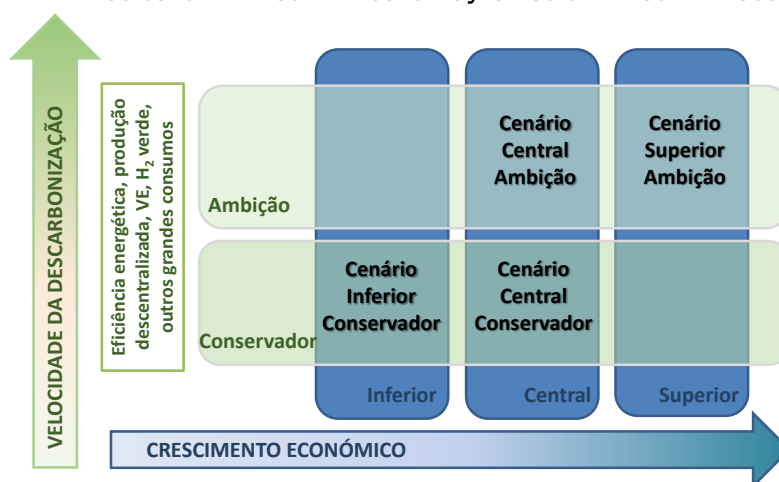 VELOCIDADE DA DESCARBONIZAÇÃO
Eficiência energética, produção
descentralizada, VE, H2 verde,
outros grandes consumos
Ambição
Cenário
Central
Ambição
Cenário
Superior
Ambição
Conservador
Cenário
Inferior
Conservador
Cenário
Central
Conservador
Inferior
Central
Superior
CRESCIMENTO ECONÓMICO